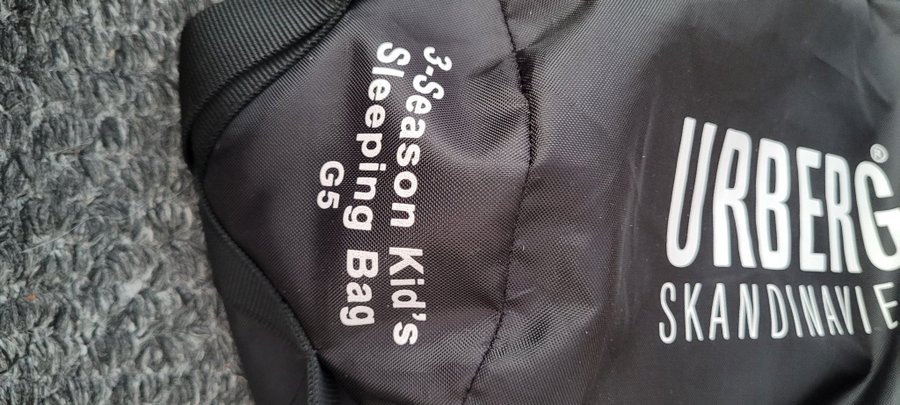 3-Season Kid's
Sleeping Bag
G5
URBERG®
SKANDINAVIE